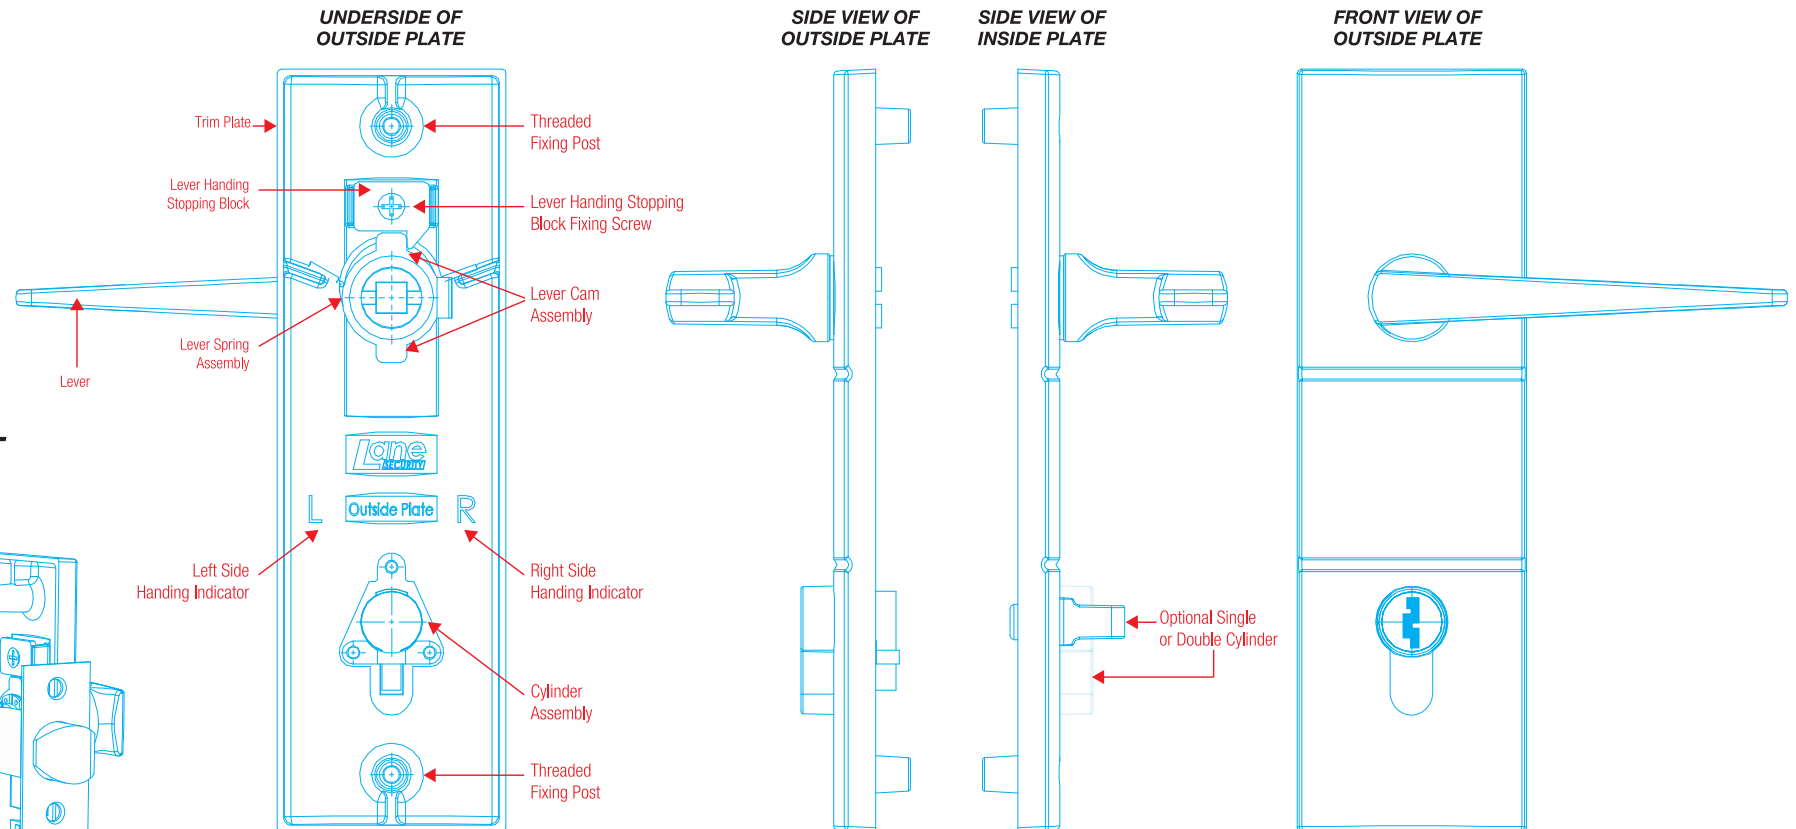 UNDERSIDE OF
OUTSIDE PLATE
SIDE VIEW OF
OUTSIDE PLATE
SIDE VIEW OF
INSIDE PLATE
FRONT VIEW OF
OUTSIDE PLATE
Trim Plate
Threaded
Fixing Post
Lever Handing
Stopping Block
Lever Handing Stopping
Block Fixing Screw
Lever Cam
Assembly
Lever Spring
Assembly
Lever
Lane
SECURITY
L
Outside Plate
R
Left Side
Handing Indicator
Right Side
Handing Indicator
Optional Single
or Double Cylinder
Cylinder
Assembly
Threaded
Fixing Post